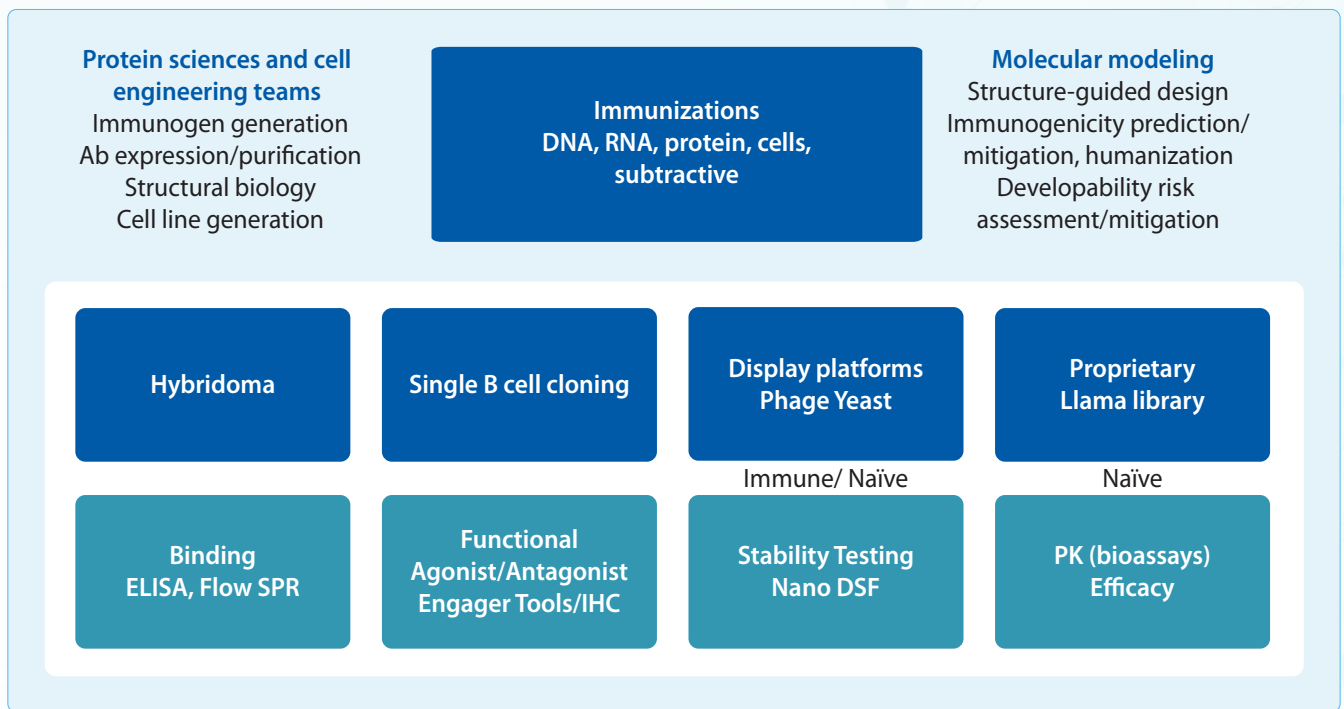 Protein sciences and cell
engineering teams
Immunogen generation
Ab expression/purification
Structural biology
Cell line generation
Immunizations
DNA, RNA, protein, cells,
subtractive
Molecular modeling
Structure-guided design
Immunogenicity prediction/
mitigation, humanization
Developability risk
assessment/mitigation
Hybridoma
Single B cell cloning
Display platforms
Phage Yeast
Proprietary
Llama library
Immune/ Naïve
Naïve
Binding
ELISA, Flow SPR
Functional
Agonist/Antagonist
Engager Tools/IHC
Stability Testing
Nano DSF
PK (bioassays)
Efficacy